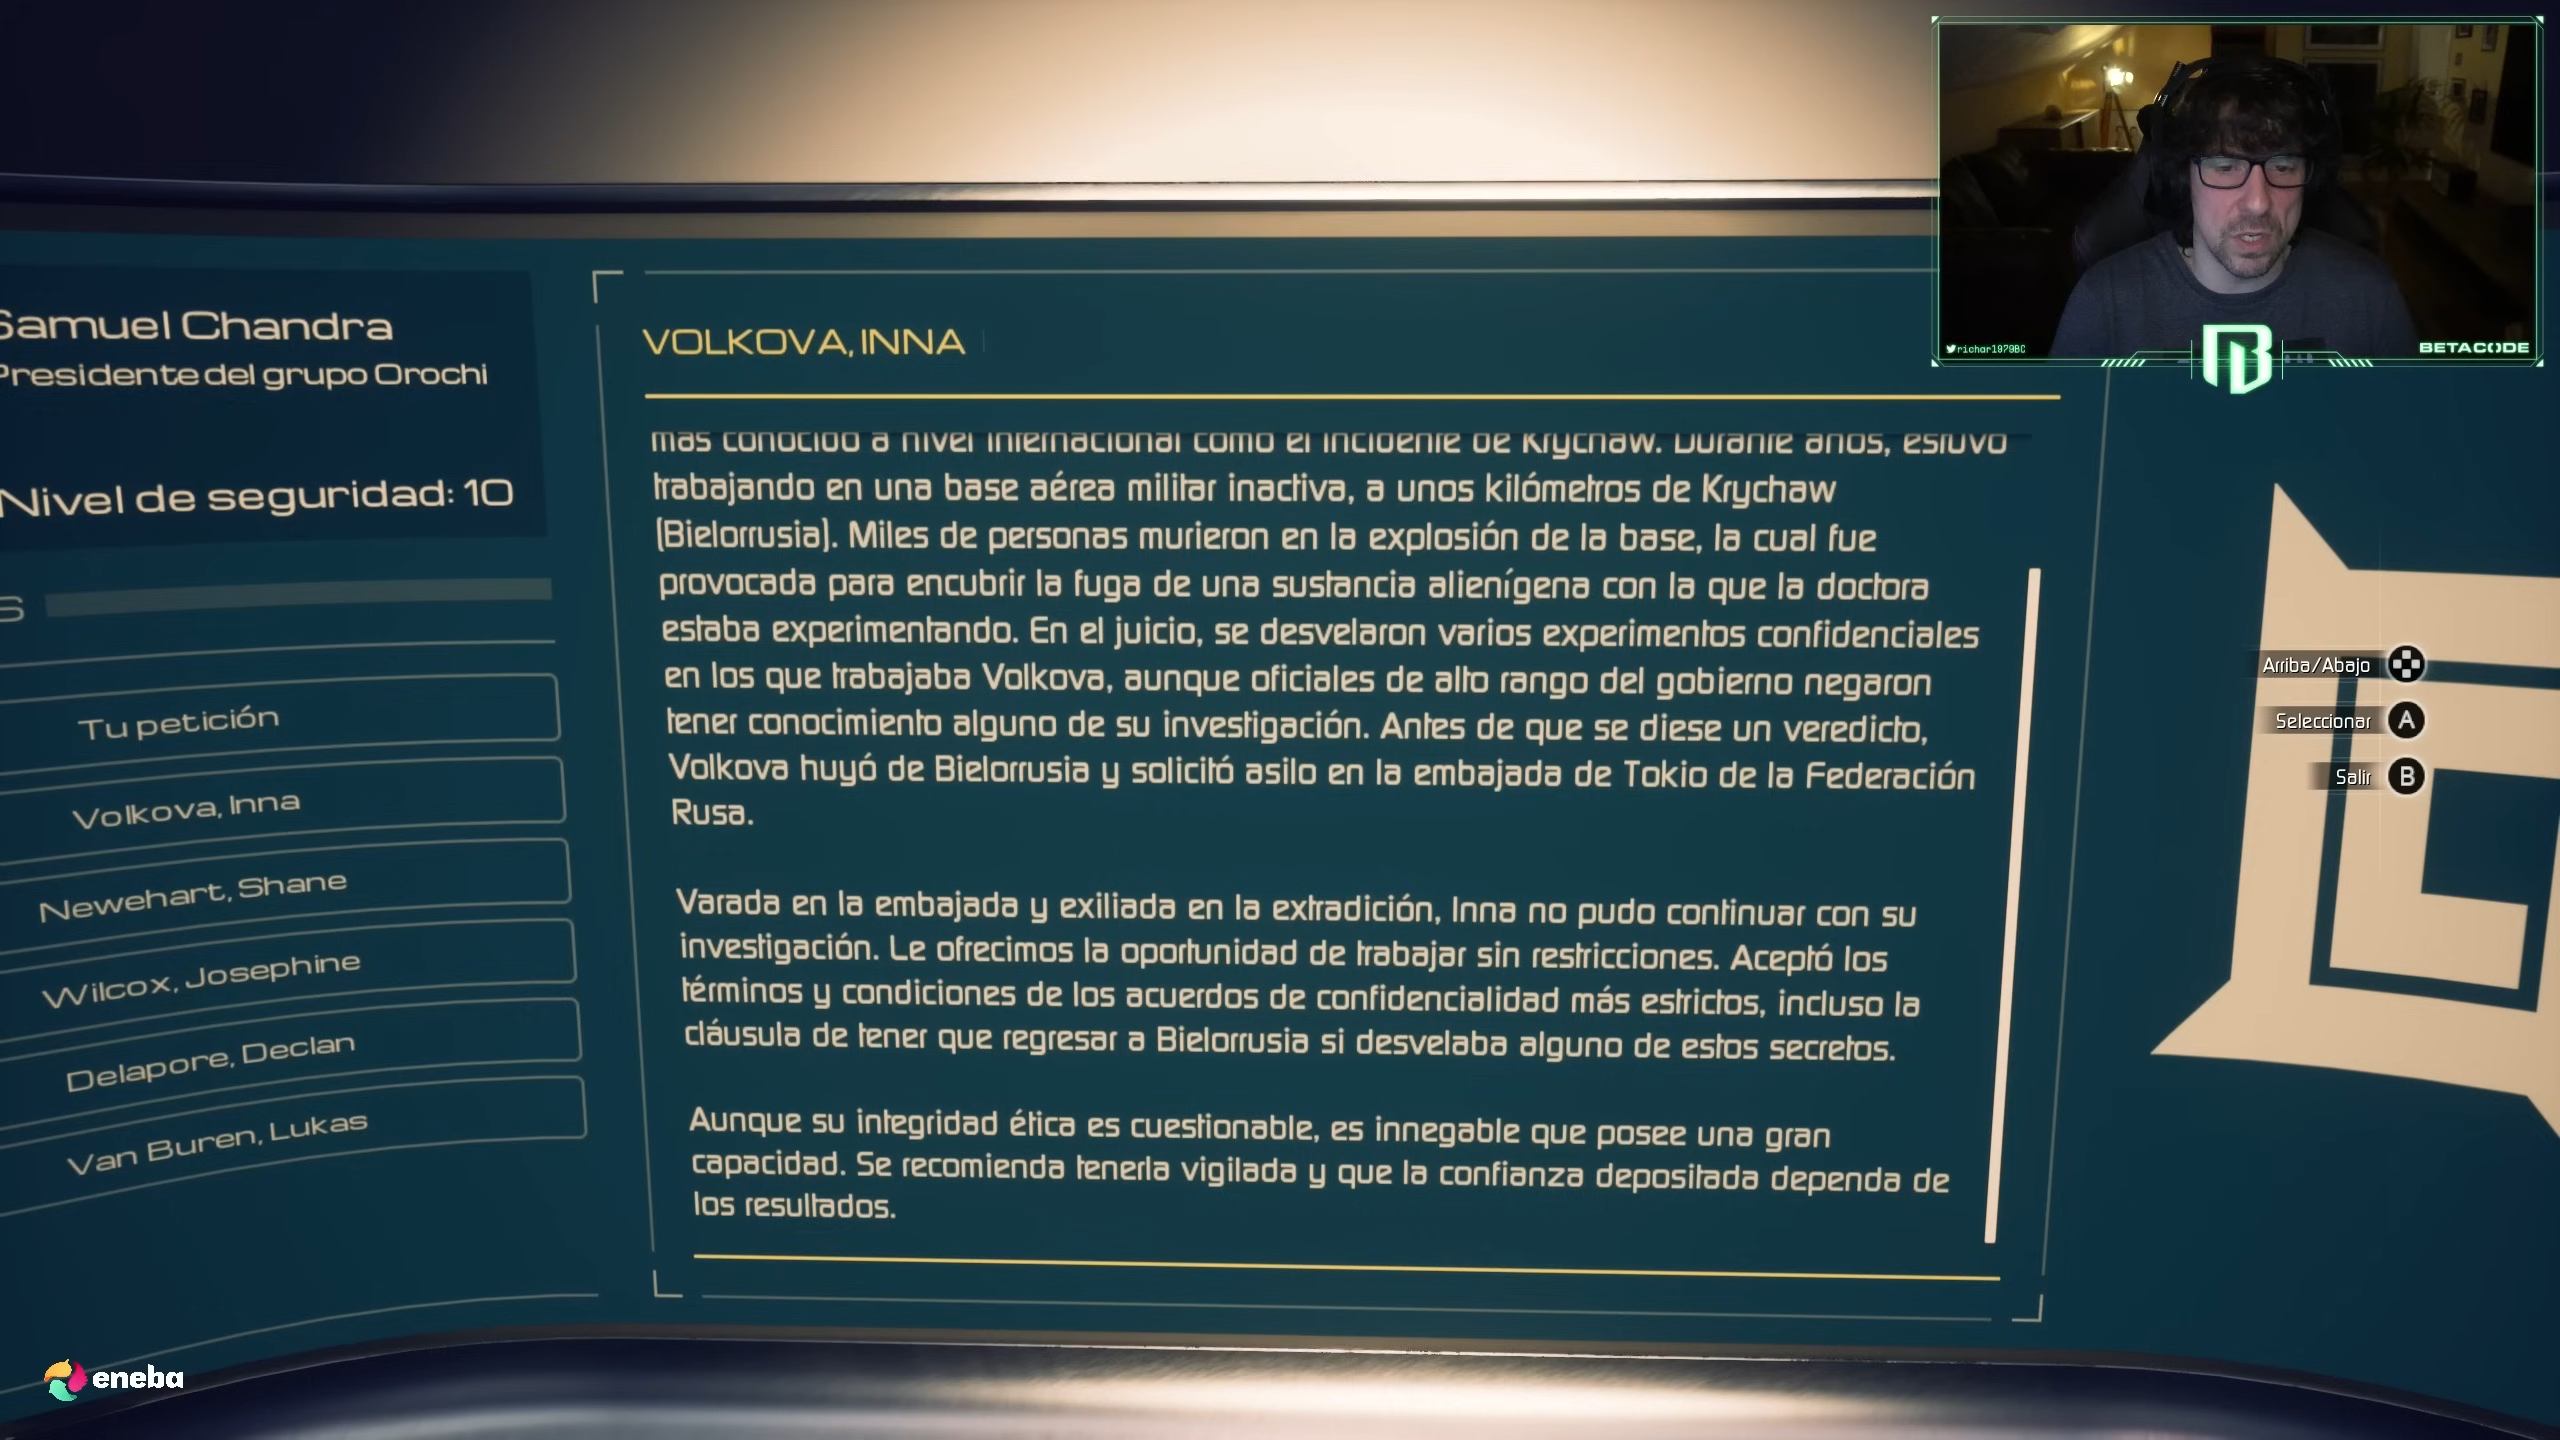 Samuel Chandra
Presidente del grupo Orochi
Nivel de seguridad: 10
S
Tu petición
Volkova, Inna
Newehart, Shane
Wilcox, Josephine
Delapore, Declan
Van Buren, Lukas
VOLKOVA, INNA
más conocido a nivel internacional como el incidente de Krychaw. Durante años, estuvo
trabajando en una base aérea militar inactiva, a unos kilómetros de Krychaw
(Bielorrusia). Miles de personas murieron en la explosión de la base, la cual fue
provocada para encubrir la fuga de una sustancia alienígena con la que la doctora
estaba experimentando. En el juicio, se desvelaron varios experimentos confidenciales
en los que trabajaba Volkova, aunque oficiales de alto rango del gobierno negaron
tener conocimiento alguno de su investigación. Antes de que se diese un veredicto,
Volkova huyó de Bielorrusia y solicitó asilo en la embajada de Tokio de la Federación
Rusa.
Varada en la embajada y exiliada en la extradición, Inna no pudo continuar con su
investigación. Le ofrecimos la oportunidad de trabajar sin restricciones. Aceptó los
términos y condiciones de los acuerdos de confidencialidad más estrictos, incluso la
cláusula de tener que regresar a Bielorrusia si desvelaba alguno de estos secretos.
Aunque su integridad ética es cuestionable, es innegable que posee una gran
capacidad. Se recomienda tenerla vigilada y que la confianza depositada dependa de
los resultados.
richar1979BC
BETACODE
Arriba/Abajo
Seleccionar A
Salir B
eneba